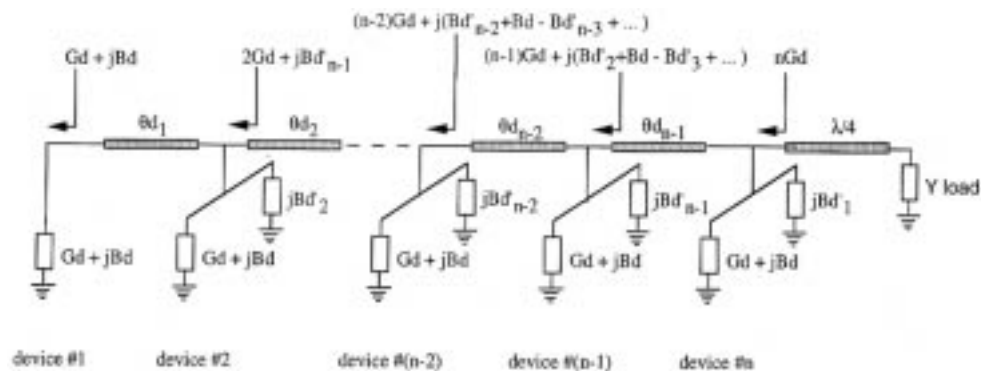 (n-2)Gd + j(Bd'n-2+Bd - Bd'n-3 + ...)
Gd + jBd
2Gd + jBd'n-1
(n-1)Gd + j(Bd'2+Bd - Bd'3 + ...)
nGd
θd1
θd2
θdn-2
θdn-1
λ/4
jBd'2
jBd'n-2
jBd'n-1
jBd'1
Y load
Gd + jBd
Gd + jBd
Gd + jBd
Gd + jBd
Gd + jBd
device #1
device #2
device #(n-2)
device #(n-1)
device #n